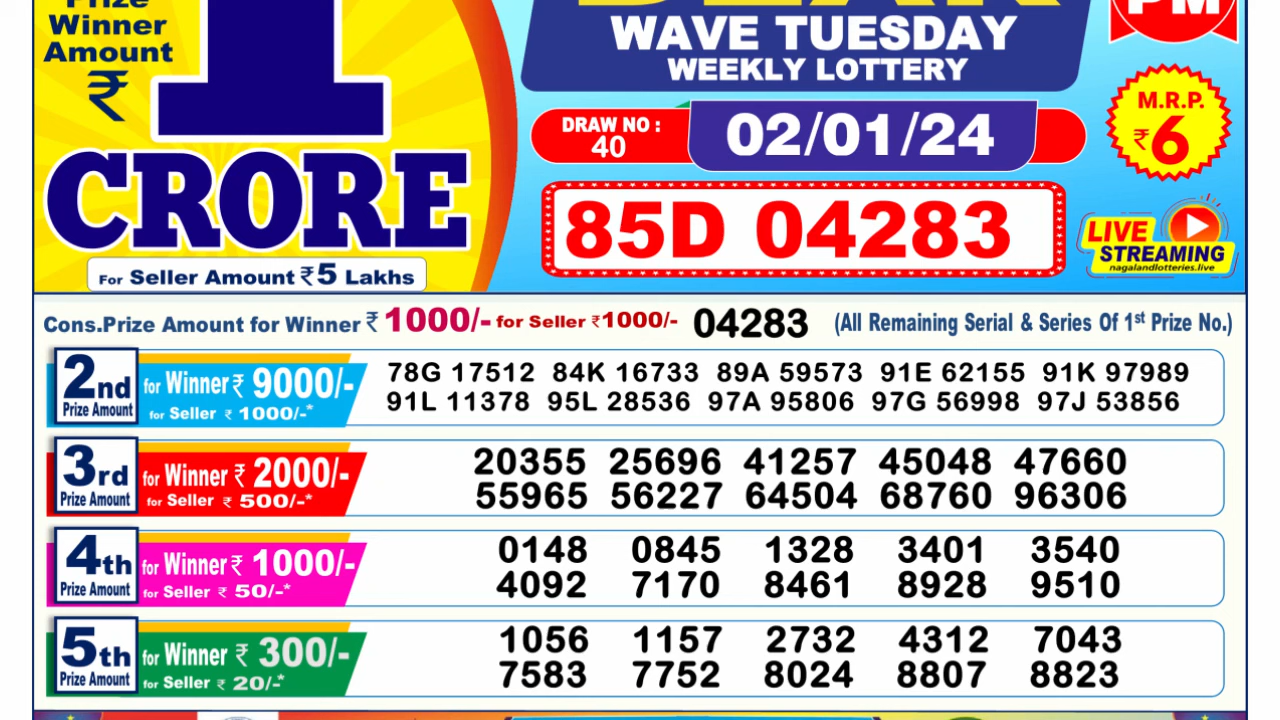 Prize
Winner
Amount
₹
1
CRORE
For Seller Amount ₹5 Lakhs
DEAR
WAVE TUESDAY
WEEKLY LOTTERY
PM
DRAW NO :
40
02/01/24
M.R.P.
₹6
85D 04283
LIVE
STREAMING
nagalandlotteries.live
Cons.Prize Amount for Winner ₹ 1000/- for Seller ₹1000/- 04283 (All Remaining Serial & Series Of 1st Prize No.)
2nd
Prize Amount
for Winner ₹ 9000/-
for Seller ₹ 1000/-*
78G 17512 84K 16733 89A 59573 91E 62155 91K 97989
91L 11378 95L 28536 97A 95806 97G 56998 97J 53856
3rd
Prize Amount
for Winner ₹ 2000/-
for Seller ₹ 500/-*
20355 25696 41257 45048 47660
55965 56227 64504 68760 96306
4th
Prize Amount
for Winner ₹ 1000/-
for Seller ₹ 50/-*
0148 0845 1328 3401 3540
4092 7170 8461 8928 9510
5th
Prize Amount
for Winner ₹ 300/-
for Seller ₹ 20/-*
1056 1157 2732 4312 7043
7583 7752 8024 8807 8823